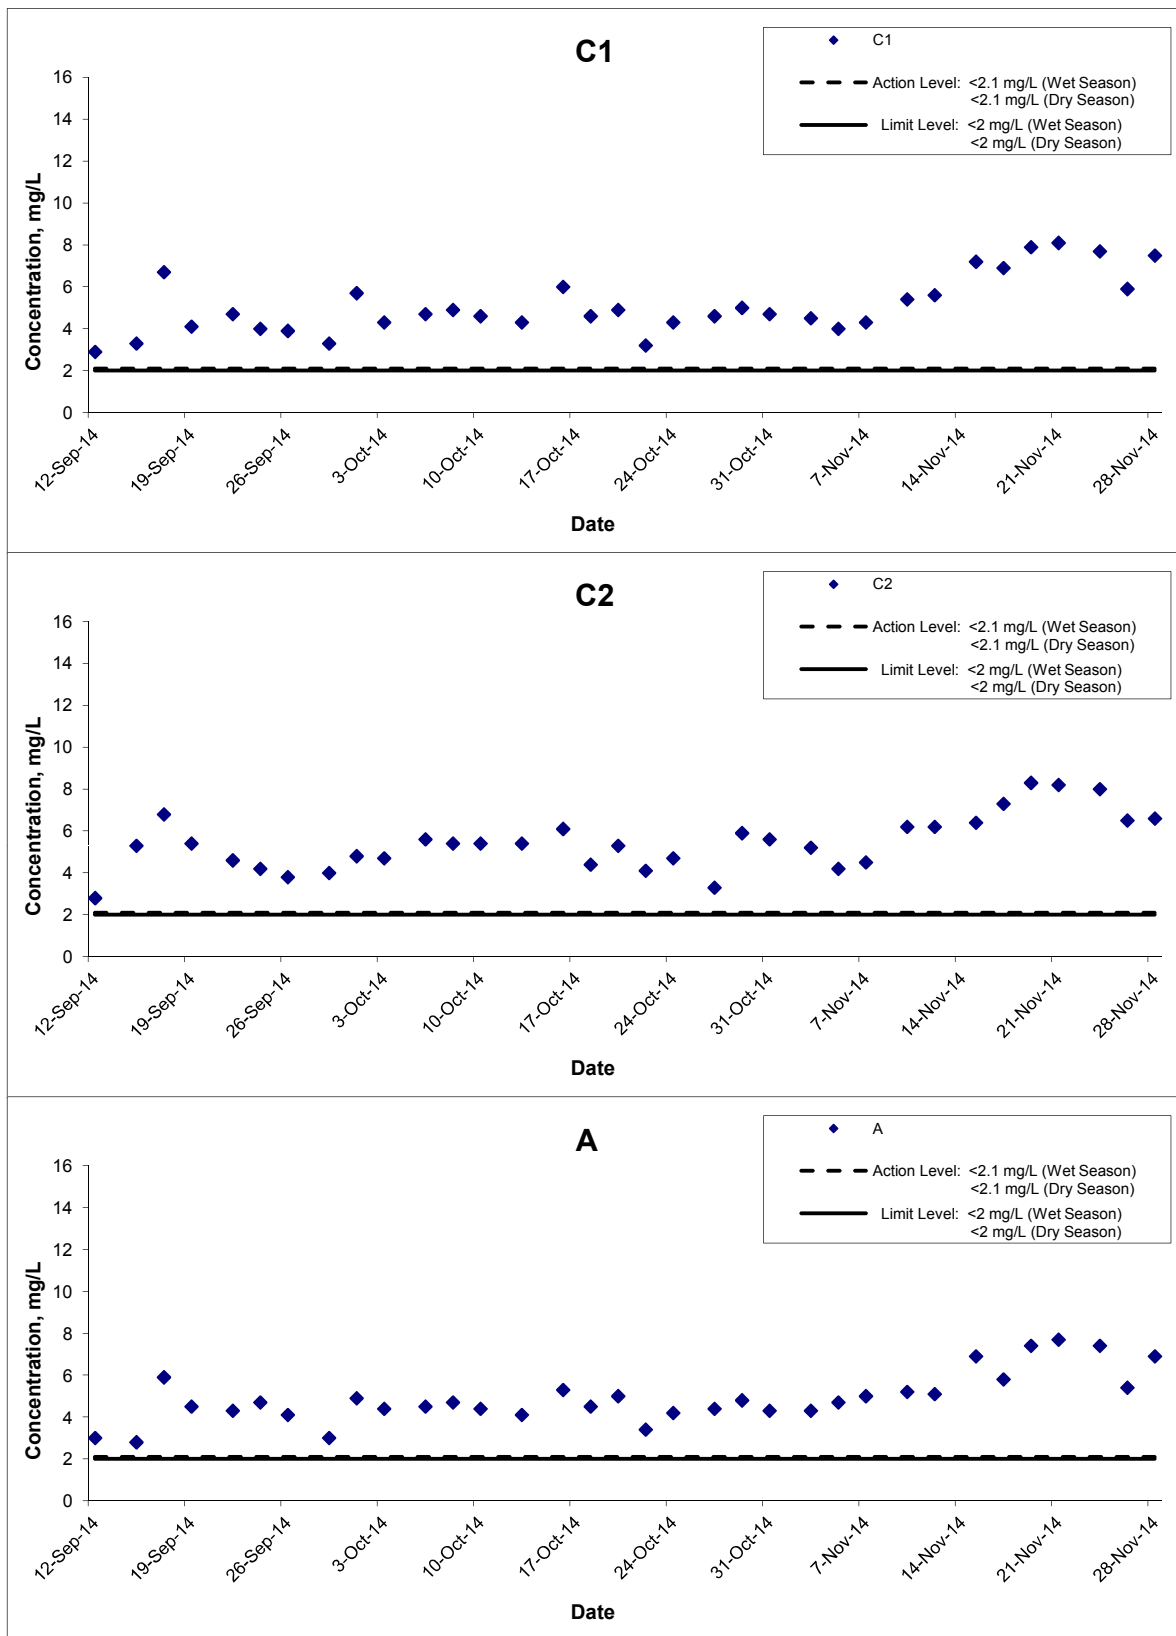 C1
C1
Action Level: <2.1 mg/L (Wet Season)
<2.1 mg/L (Dry Season)
Limit Level: <2 mg/L (Wet Season)
<2 mg/L (Dry Season)
Concentration, mg/L
16
14
12
10
8
6
4
2
0
12-Sep-14
19-Sep-14
26-Sep-14
3-Oct-14
10-Oct-14
17-Oct-14
24-Oct-14
31-Oct-14
7-Nov-14
14-Nov-14
21-Nov-14
28-Nov-14
Date
C2
C2
Action Level: <2.1 mg/L (Wet Season)
<2.1 mg/L (Dry Season)
Limit Level: <2 mg/L (Wet Season)
<2 mg/L (Dry Season)
Concentration, mg/L
16
14
12
10
8
6
4
2
0
12-Sep-14
19-Sep-14
26-Sep-14
3-Oct-14
10-Oct-14
17-Oct-14
24-Oct-14
31-Oct-14
7-Nov-14
14-Nov-14
21-Nov-14
28-Nov-14
Date
A
A
Action Level: <2.1 mg/L (Wet Season)
<2.1 mg/L (Dry Season)
Limit Level: <2 mg/L (Wet Season)
<2 mg/L (Dry Season)
Concentration, mg/L
16
14
12
10
8
6
4
2
0
12-Sep-14
19-Sep-14
26-Sep-14
3-Oct-14
10-Oct-14
17-Oct-14
24-Oct-14
31-Oct-14
7-Nov-14
14-Nov-14
21-Nov-14
28-Nov-14
Date